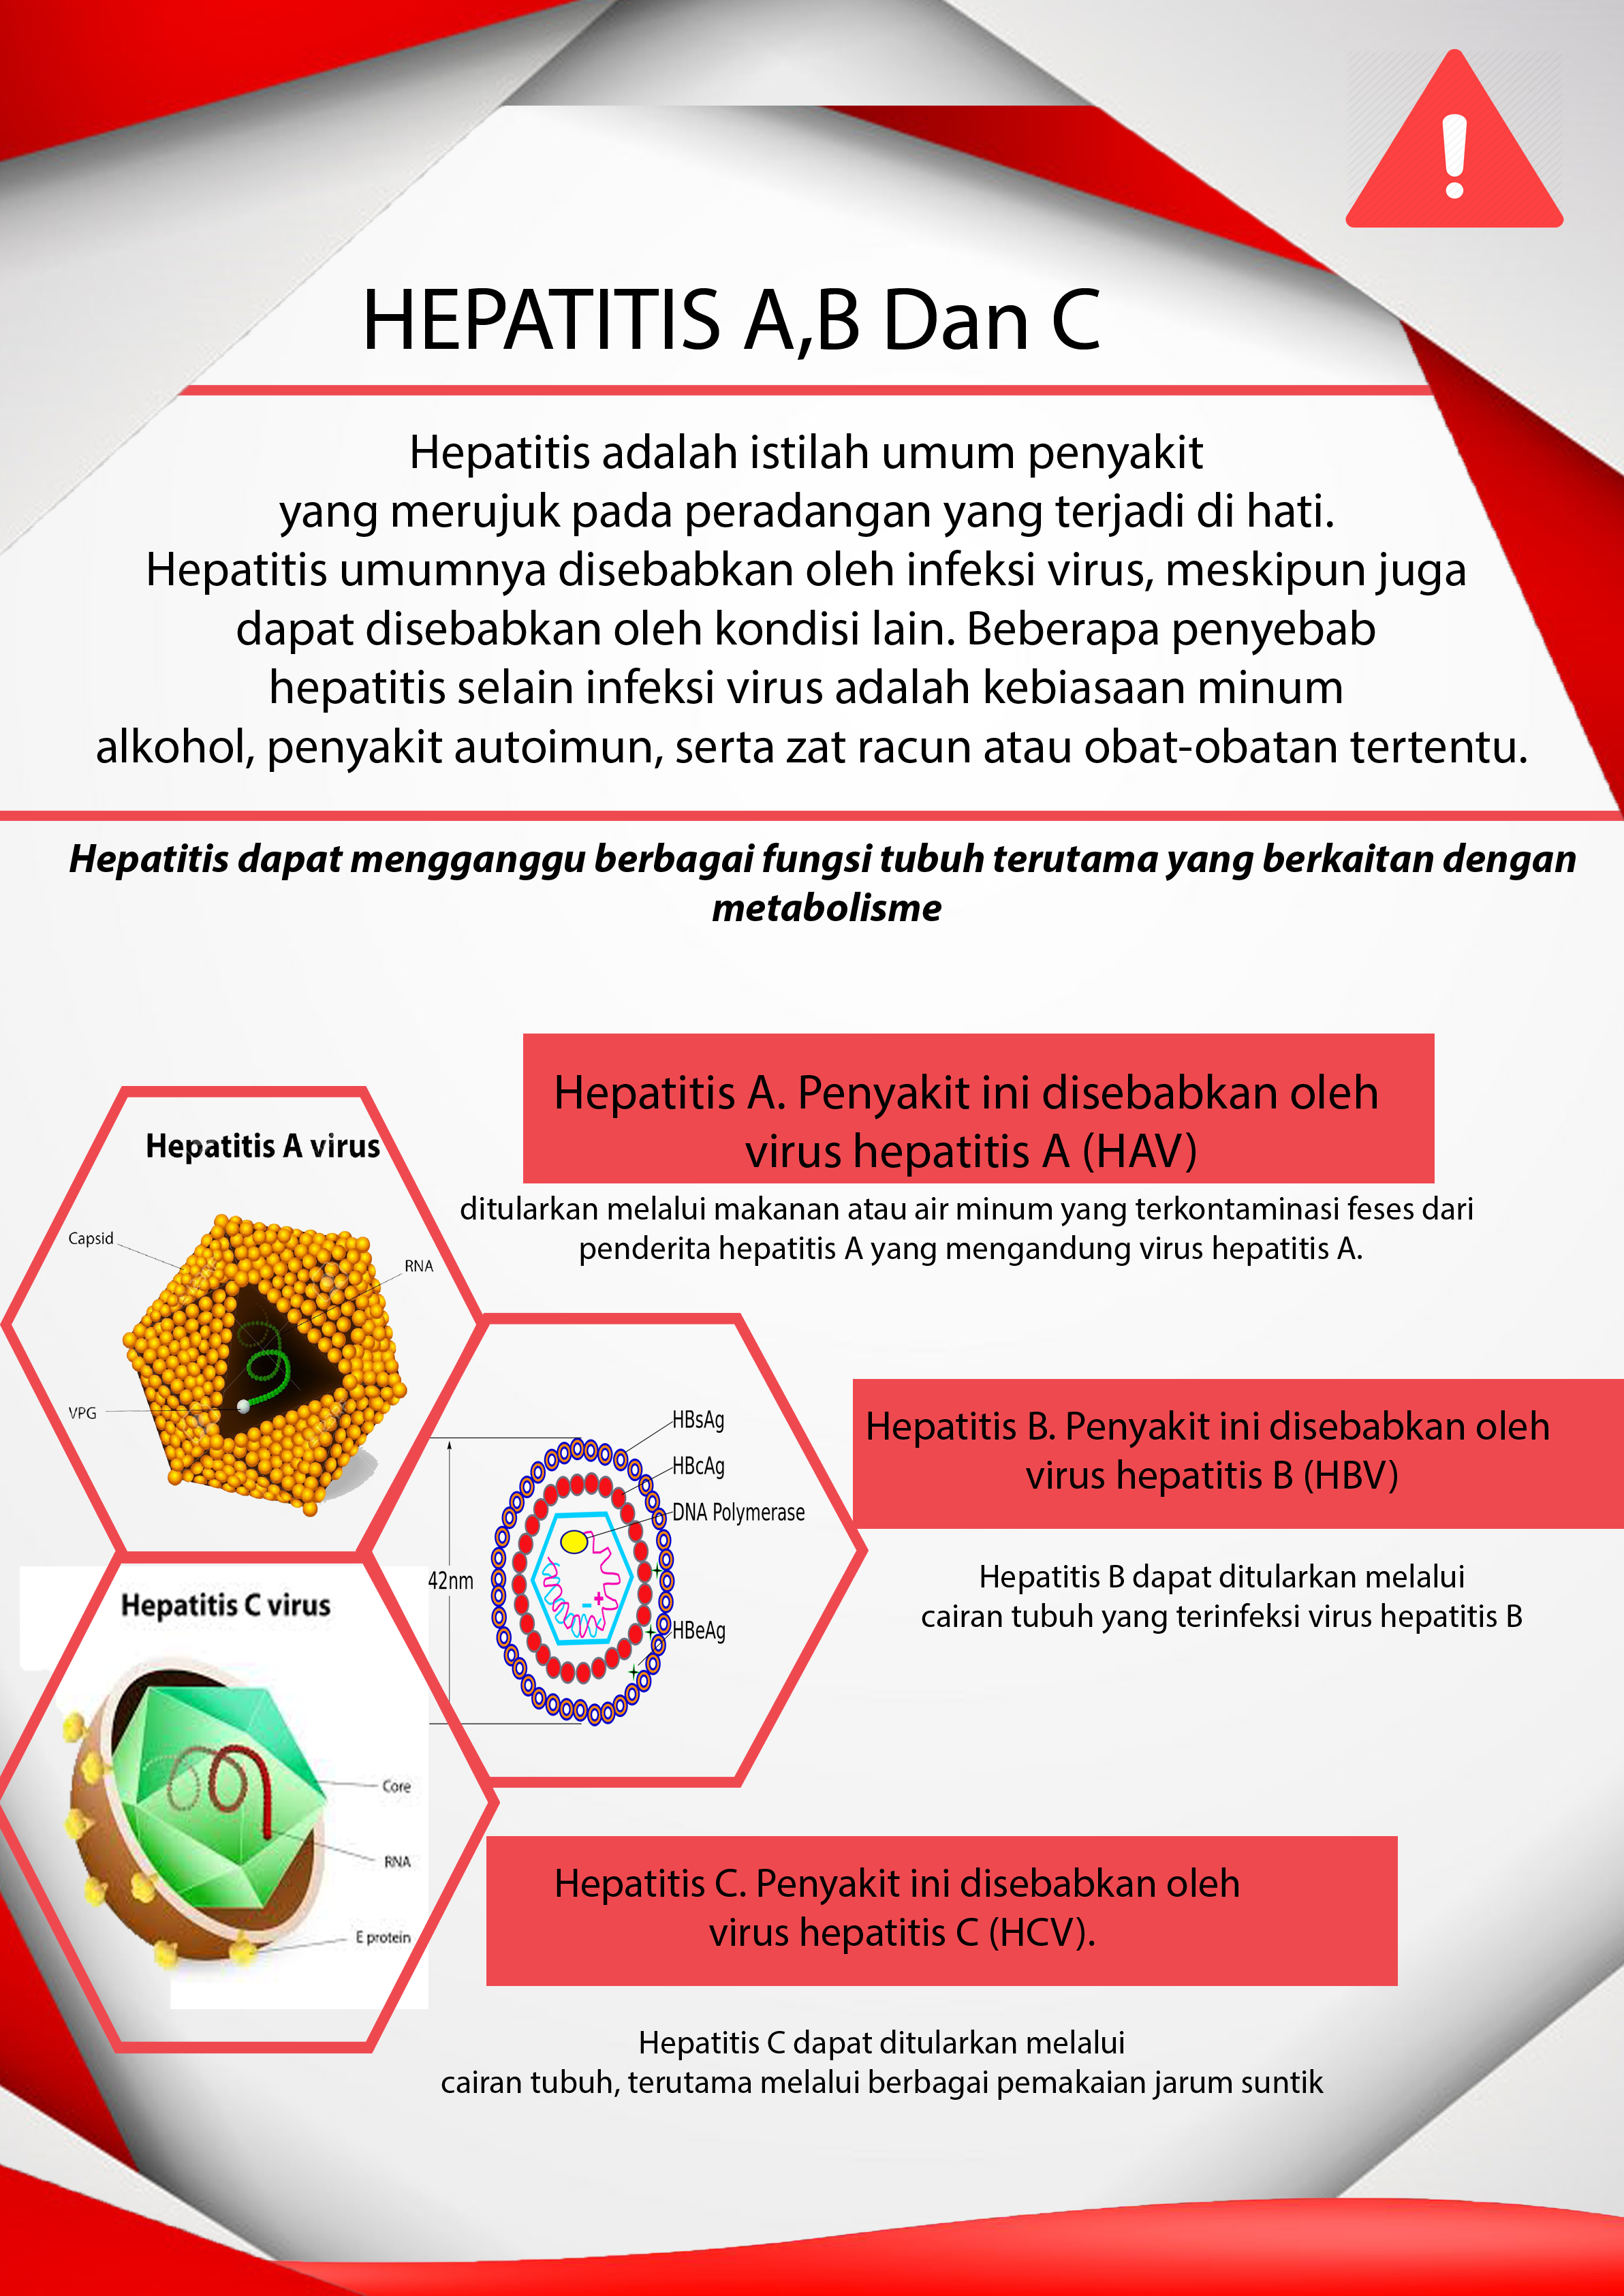 HEPATITIS A,B Dan C
Hepatitis adalah istilah umum penyakit
yang merujuk pada peradangan yang terjadi di hati.
Hepatitis umumnya disebabkan oleh infeksi virus, meskipun juga
dapat disebabkan oleh kondisi lain. Beberapa penyebab
hepatitis selain infeksi virus adalah kebiasaan minum
alkohol, penyakit autoimun, serta zat racun atau obat-obatan tertentu.
Hepatitis dapat mengganggu berbagai fungsi tubuh terutama yang berkaitan dengan
metabolisme
Hepatitis A. Penyakit ini disebabkan oleh
virus hepatitis A (HAV)
ditularkan melalui makanan atau air minum yang terkontaminasi feses dari
penderita hepatitis A yang mengandung virus hepatitis A.
Hepatitis A virus
Capsid
RNA
VPG
HBsAg
HBcAg
DNA Polymerase
42nm
HBeAg
Hepatitis B. Penyakit ini disebabkan oleh
virus hepatitis B (HBV)
Hepatitis B dapat ditularkan melalui
cairan tubuh yang terinfeksi virus hepatitis B
Hepatitis C virus
Core
RNA
E protein
Hepatitis C. Penyakit ini disebabkan oleh
virus hepatitis C (HCV).
Hepatitis C dapat ditularkan melalui
cairan tubuh, terutama melalui berbagai pemakaian jarum suntik